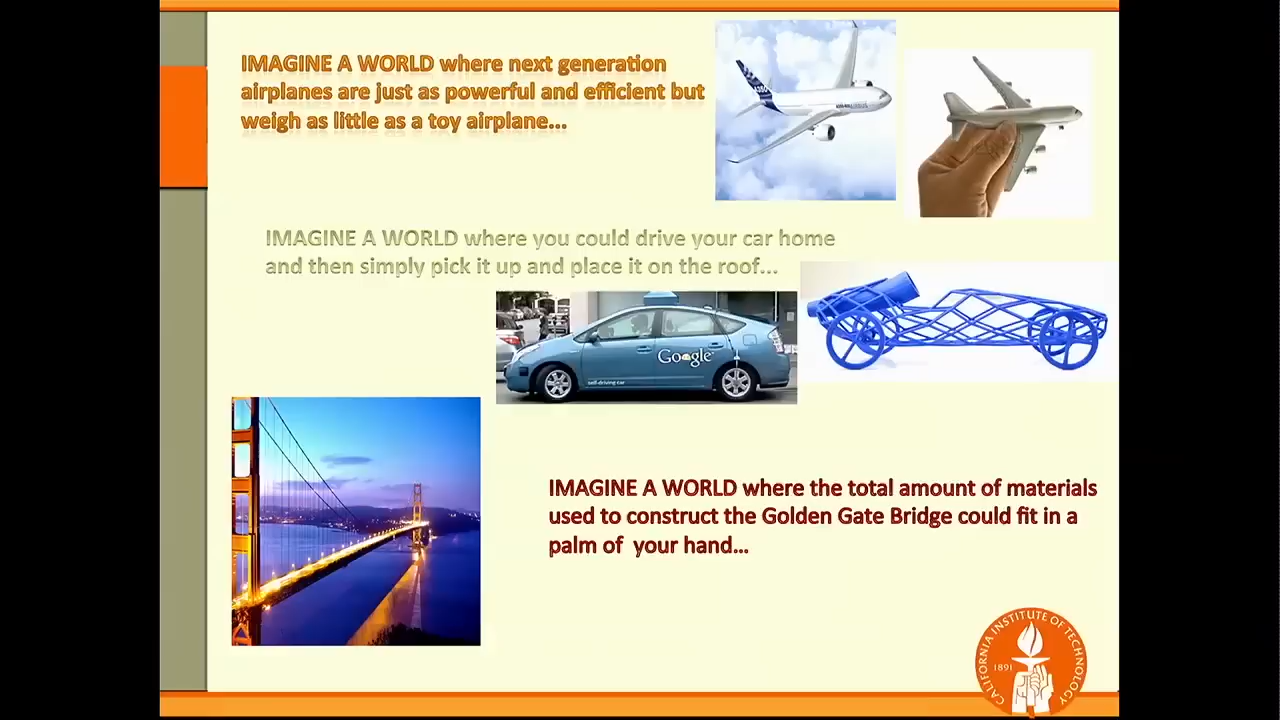 IMAGINE A WORLD where next generation
airplanes are just as powerful and efficient but
weigh as little as a toy airplane...
IMAGINE A WORLD where you could drive your car home
and then simply pick it up and place it on the roof...
Google
self-driving car
IMAGINE A WORLD where the total amount of materials
used to construct the Golden Gate Bridge could fit in a
palm of your hand...
CALIFORNIA INSTITUTE OF TECHNOLOGY
1891